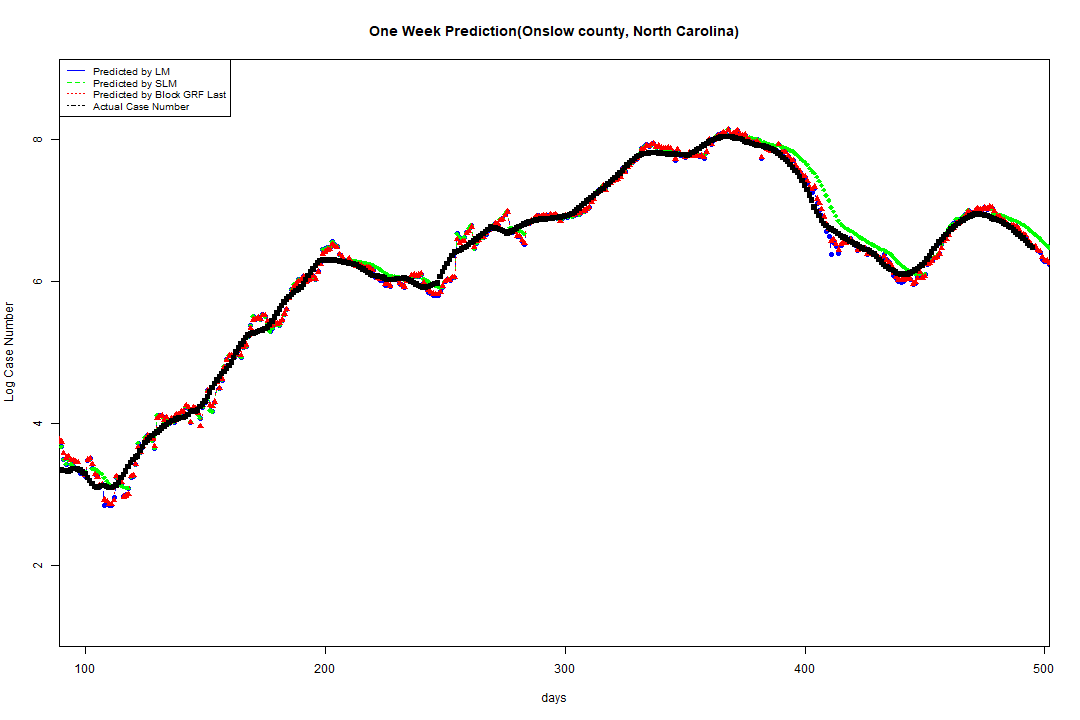 One Week Prediction(Onslow county, North Carolina)
Predicted by LM
Predicted by SLM
Predicted by Block GRF Last
Actual Case Number
8
6
4
2
Log Case Number
100 200 300 400 500
days